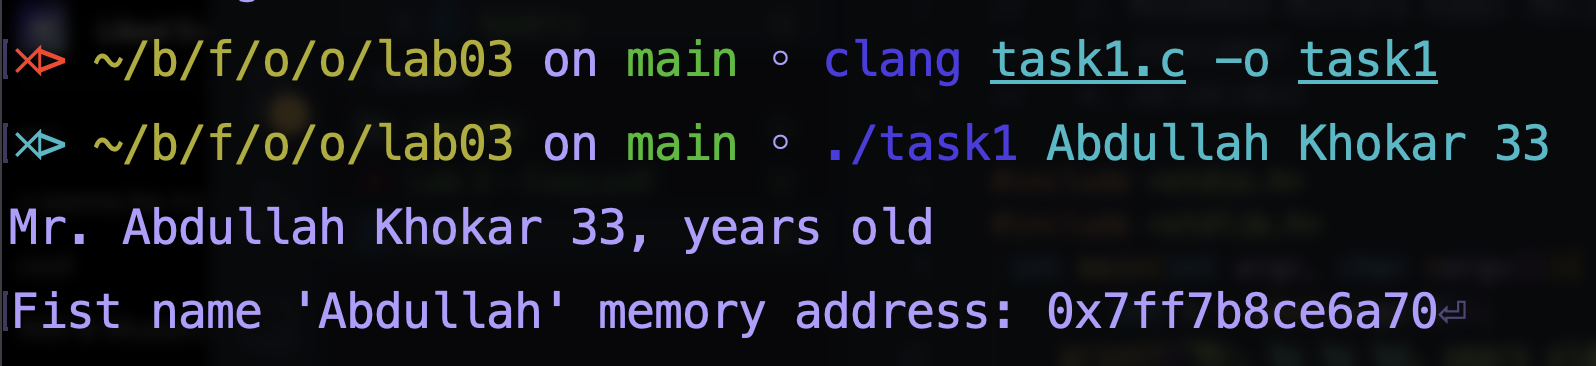 ~/b/f/o/o/lab03 on main ◦ clang task1.c -o task1
~/b/f/o/o/lab03 on main ◦ ./task1 Abdullah Khokar 33
Mr. Abdullah Khokar 33, years old
Fist name 'Abdullah' memory address: 0x7ff7b8ce6a70⏎